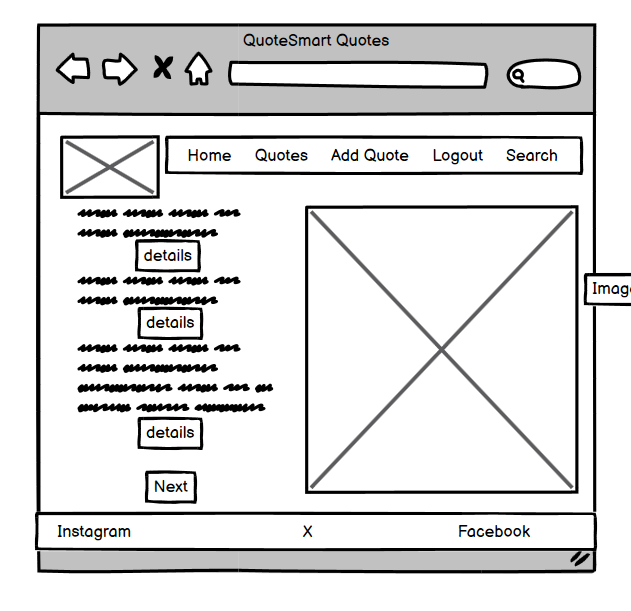 QuoteSmart Quotes
Home Quotes Add Quote Logout Search
details
Imag
details
details
Next
Instagram X Facebook